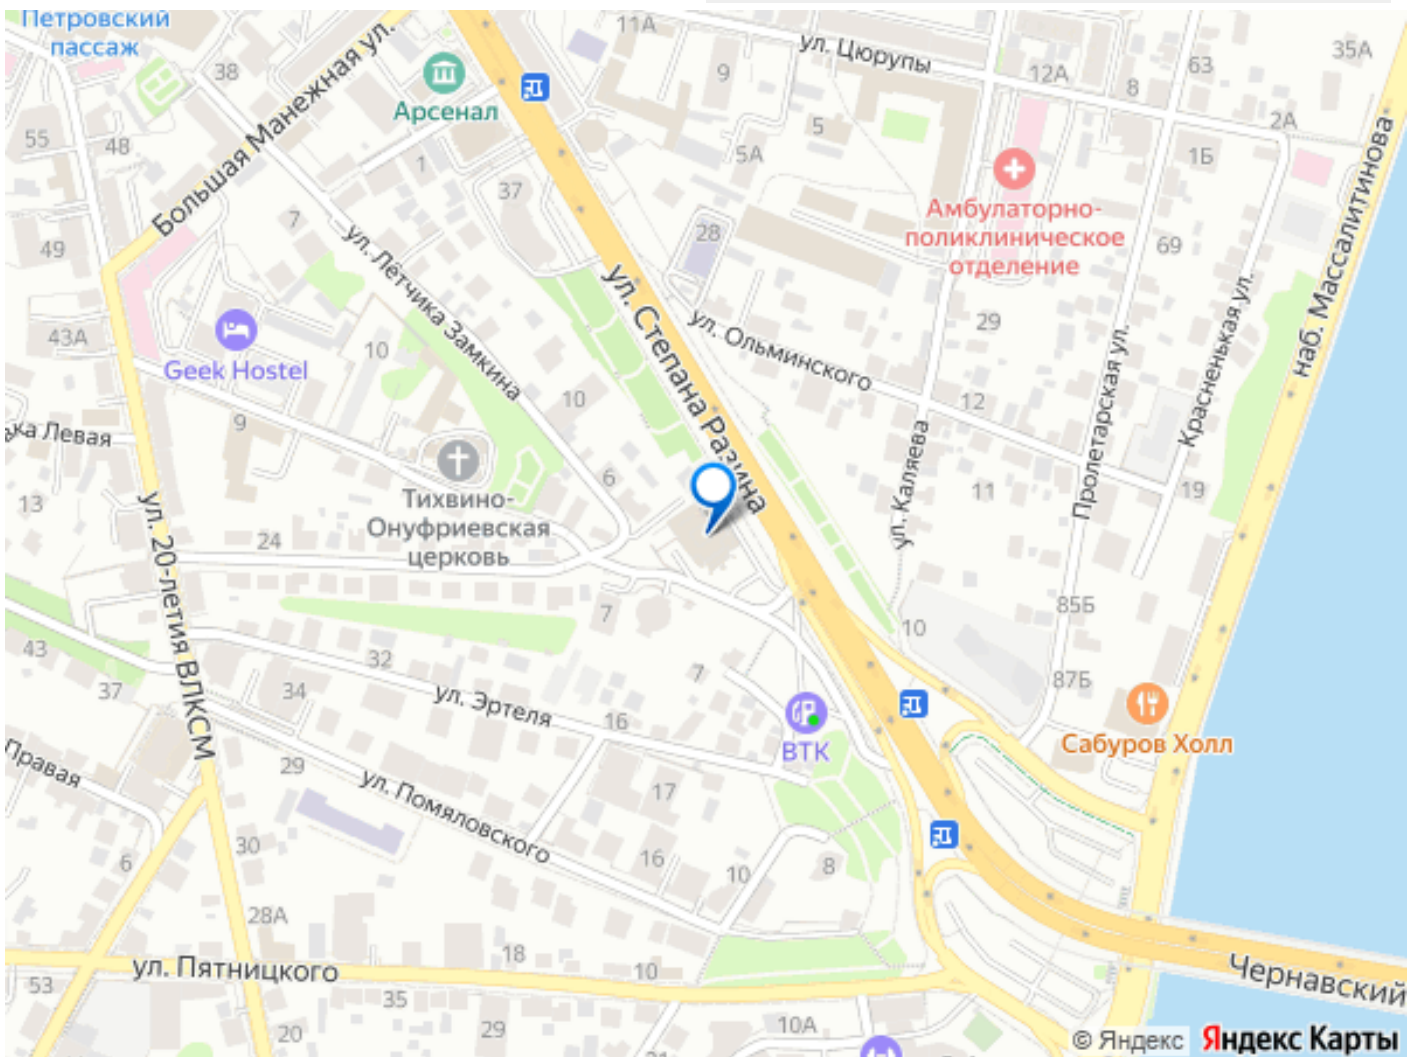 Петровский
пассаж
38
Большая Манежная ул.
Арсенал
11А
ул. Цюрупы
9
12А
63
35А
8
2А
55
48
1
5
5А
1Б
37
7
49
28
Амбулаторно-
поликлиническое
отделение
69
наб. Массалитинова
ул. Лётчика Замкина
ул. Степана Разина
43А
Geek Hostel
10
ул. Ольминского
29
Красненькая ул.
Пролетарская ул.
9
10
12
ка Левая
Тихвино-
Онуфриевская
церковь
6
ул. Каляева
11
19
13
24
ул. 20-летия ВЛКСМ
7
85Б
10
43
32
7
37
34
ул. Эртеля
16
87Б
Сабуров Холл
ВТК
Правая
29
ул. Помяловского
17
6
30
16
10
8
28А
18
10
ул. Пятницкого
53
35
29
20
10А
Чернавский
© Яндекс Яндекс Карты